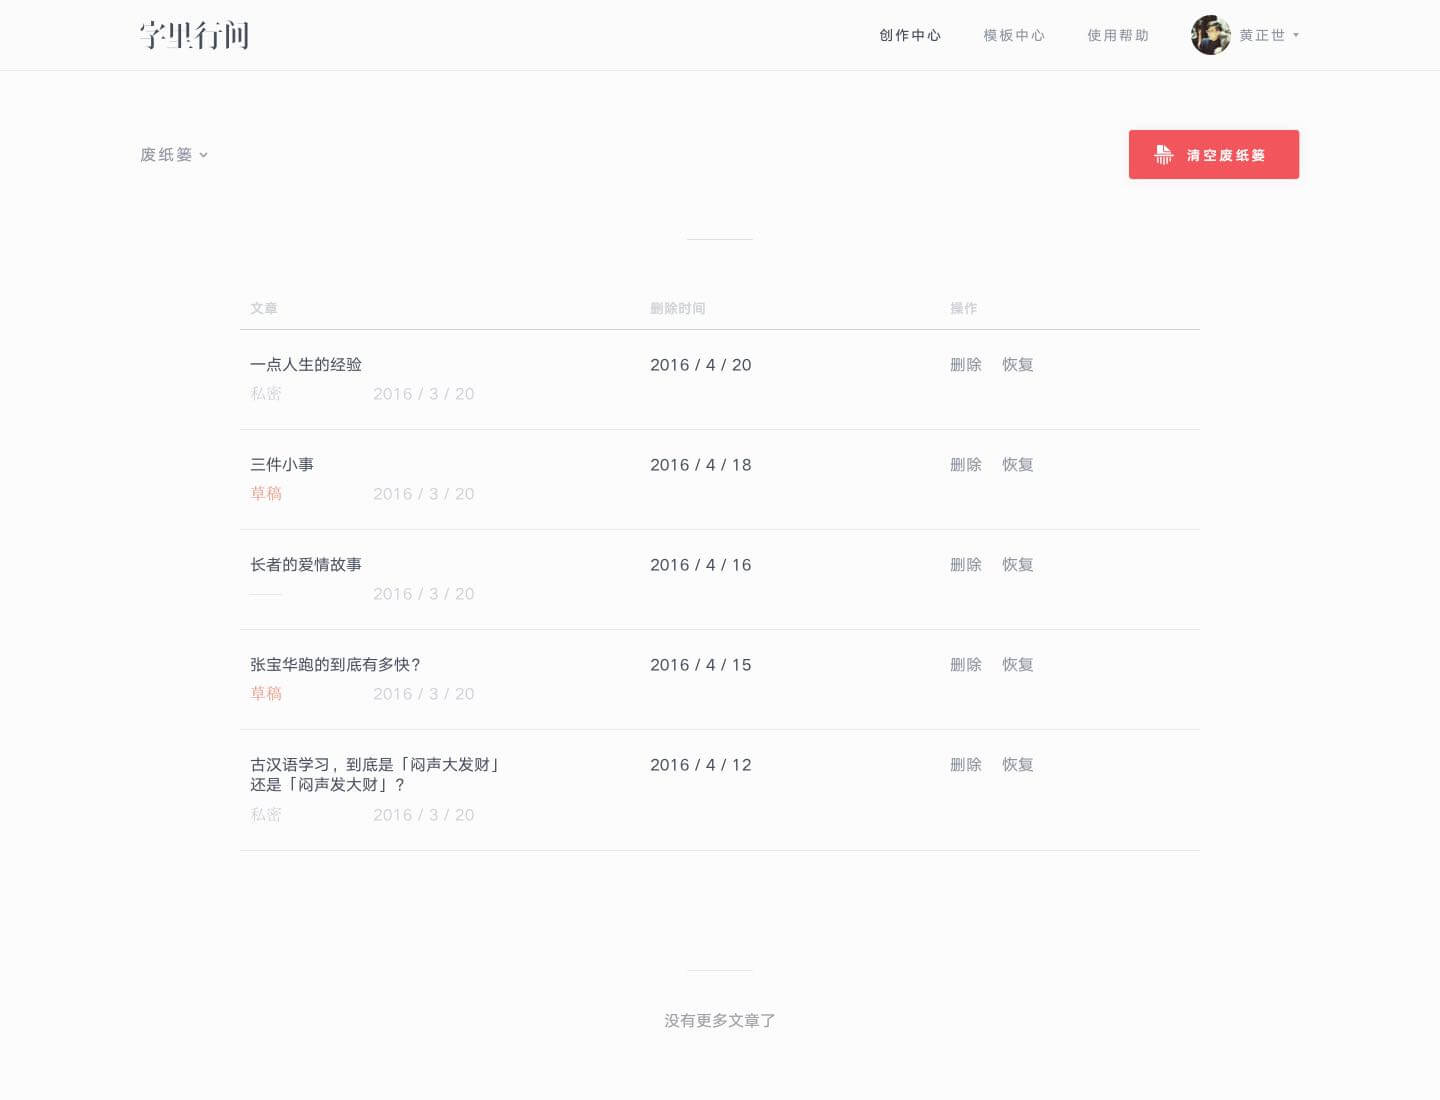 字里行间
创作中心 模板中心 使用帮助 黄正世
废纸篓
清空废纸篓
文章 删除时间 操作
一点人生的经验 2016 / 4 / 20 删除 恢复
私密 2016 / 3 / 20
三件小事 2016 / 4 / 18 删除 恢复
草稿 2016 / 3 / 20
长者的爱情故事 2016 / 4 / 16 删除 恢复
—— 2016 / 3 / 20
张宝华跑的到底有多快？ 2016 / 4 / 15 删除 恢复
草稿 2016 / 3 / 20
古汉语学习，到底是「闷声大发财」 2016 / 4 / 12 删除 恢复
还是「闷声发大财」？
私密 2016 / 3 / 20
没有更多文章了